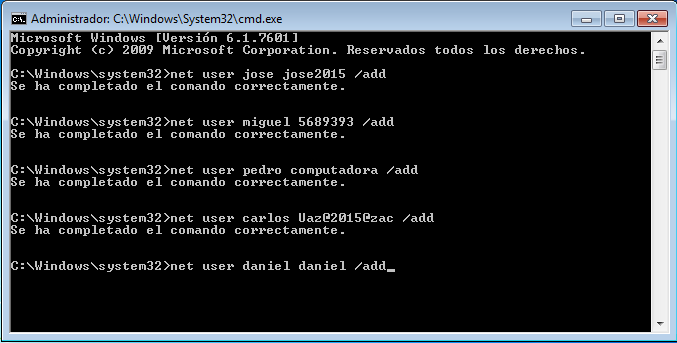 Administrador: C:\Windows\System32\cmd.exe
Microsoft Windows [Versión 6.1.7601]
Copyright (c) 2009 Microsoft Corporation. Reservados todos los derechos.
C:\Windows\system32>net user jose jose2015 /add
Se ha completado el comando correctamente.
C:\Windows\system32>net user miguel 5689393 /add
Se ha completado el comando correctamente.
C:\Windows\system32>net user pedro computadora /add
Se ha completado el comando correctamente.
C:\Windows\system32>net user carlos Uaz@2015@zac /add
Se ha completado el comando correctamente.
C:\Windows\system32>net user daniel daniel /add_